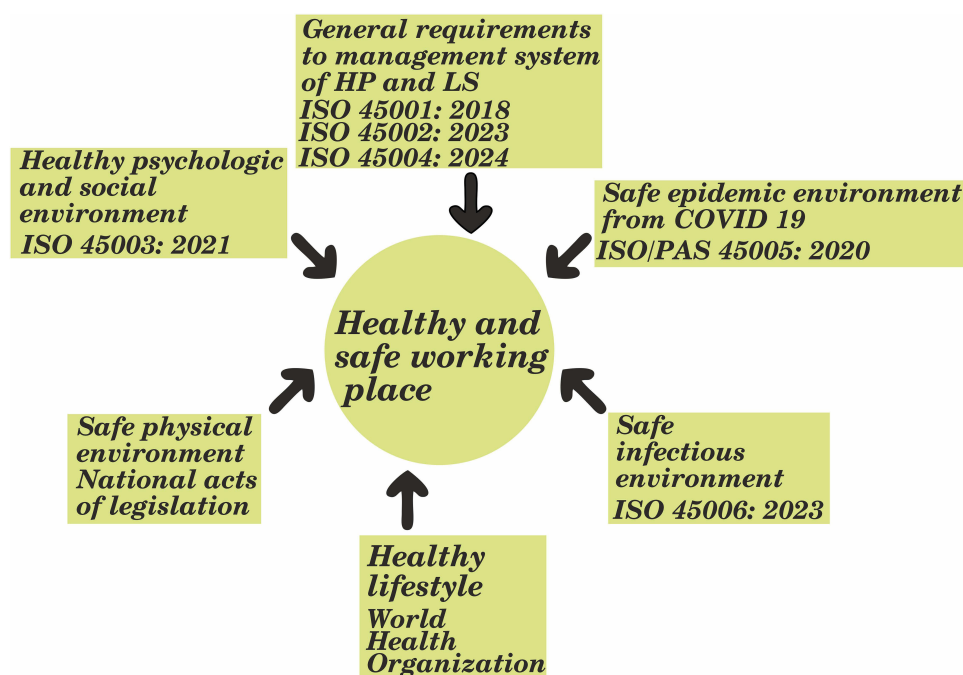 General requirements
to management system
of HP and LS
ISO 45001: 2018
ISO 45002: 2023
ISO 45004: 2024
Healthy psychologic
and social
environment
ISO 45003: 2021
Safe epidemic environment
from COVID 19
ISO/PAS 45005: 2020
Healthy and
safe working
place
Safe physical
environment
National acts
of legislation
Safe
infectious
environment
ISO 45006: 2023
Healthy
lifestyle
World
Health
Organization